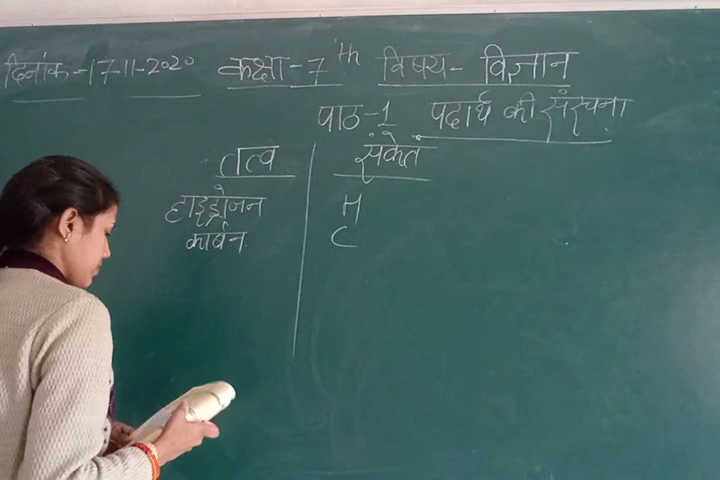 दिनांक-17-11-2020 कक्षा-7th विषय- विज्ञान
पाठ-1 पदार्थ की संरचना
तत्व संकेत
हाइड्रोजन H
कार्बन C